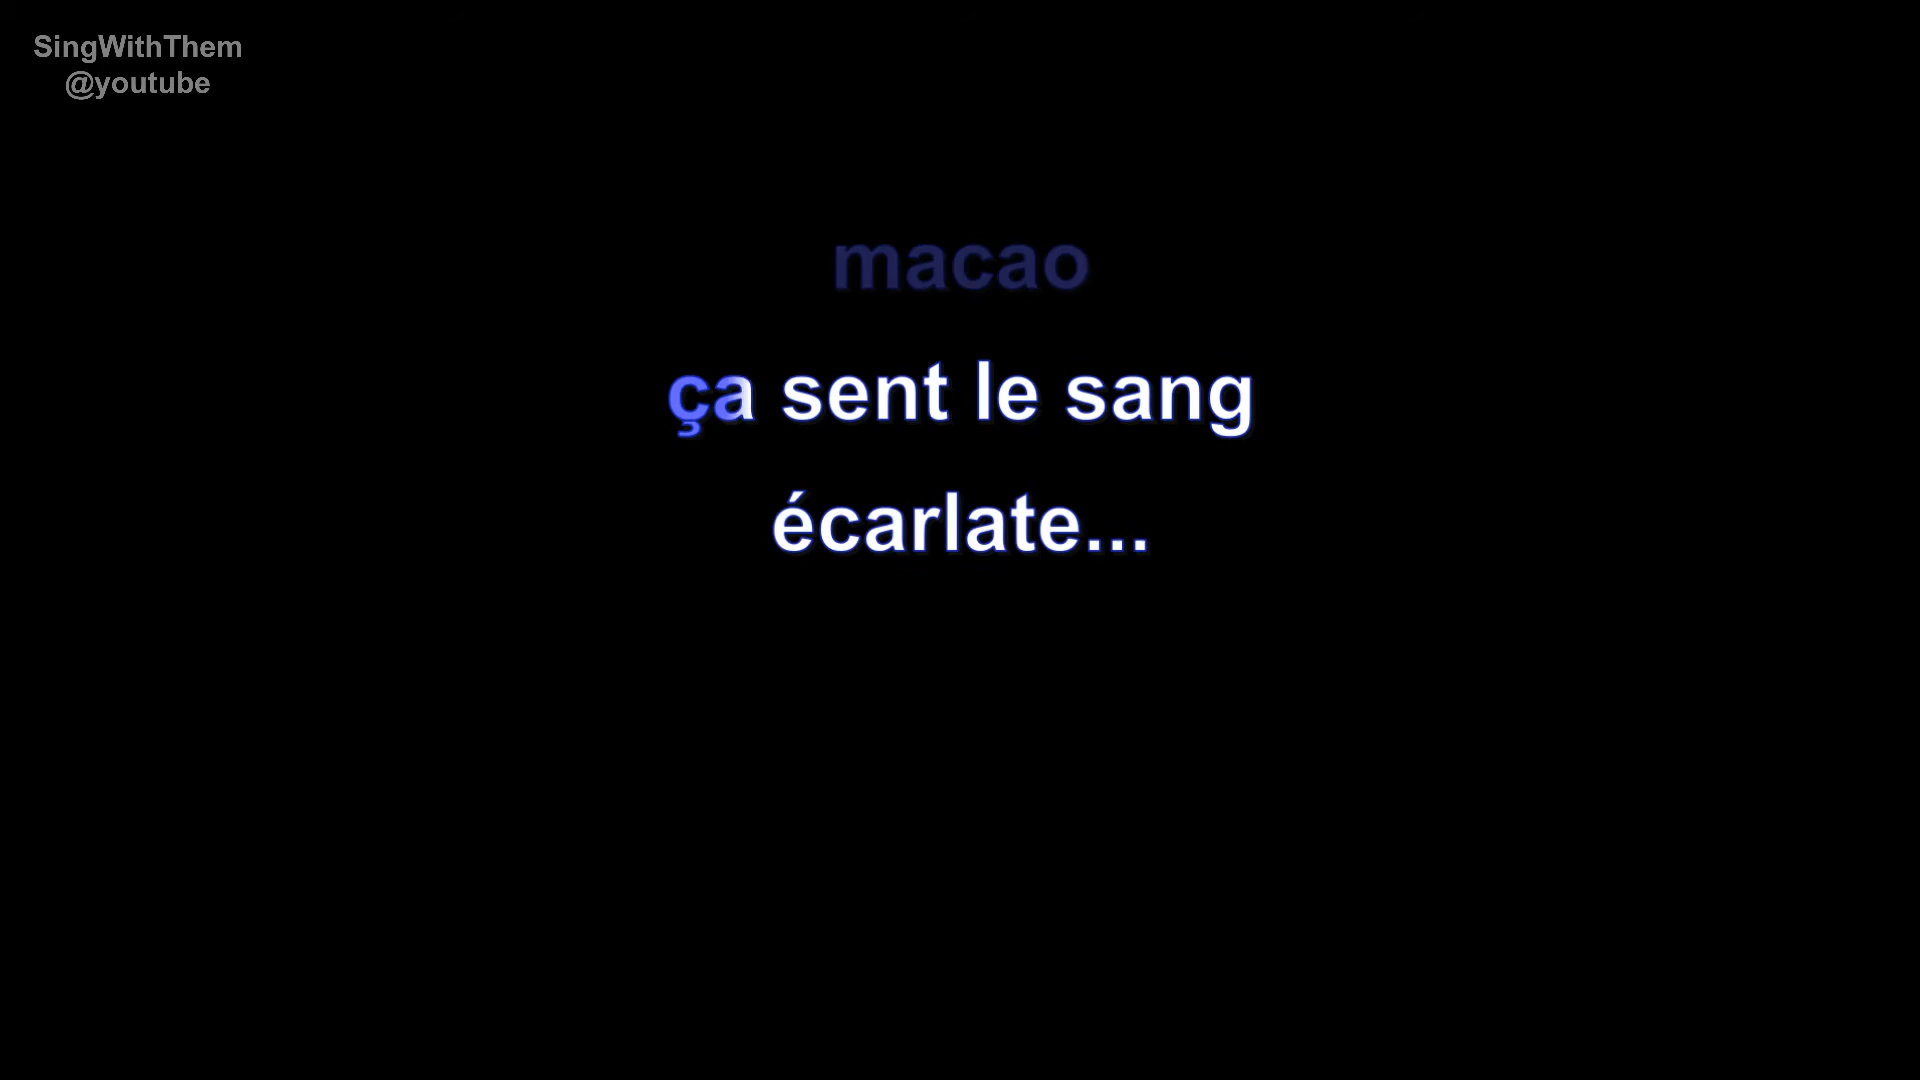 SingWithThem
@youtube
macao
ça sent le sang
écarlate...